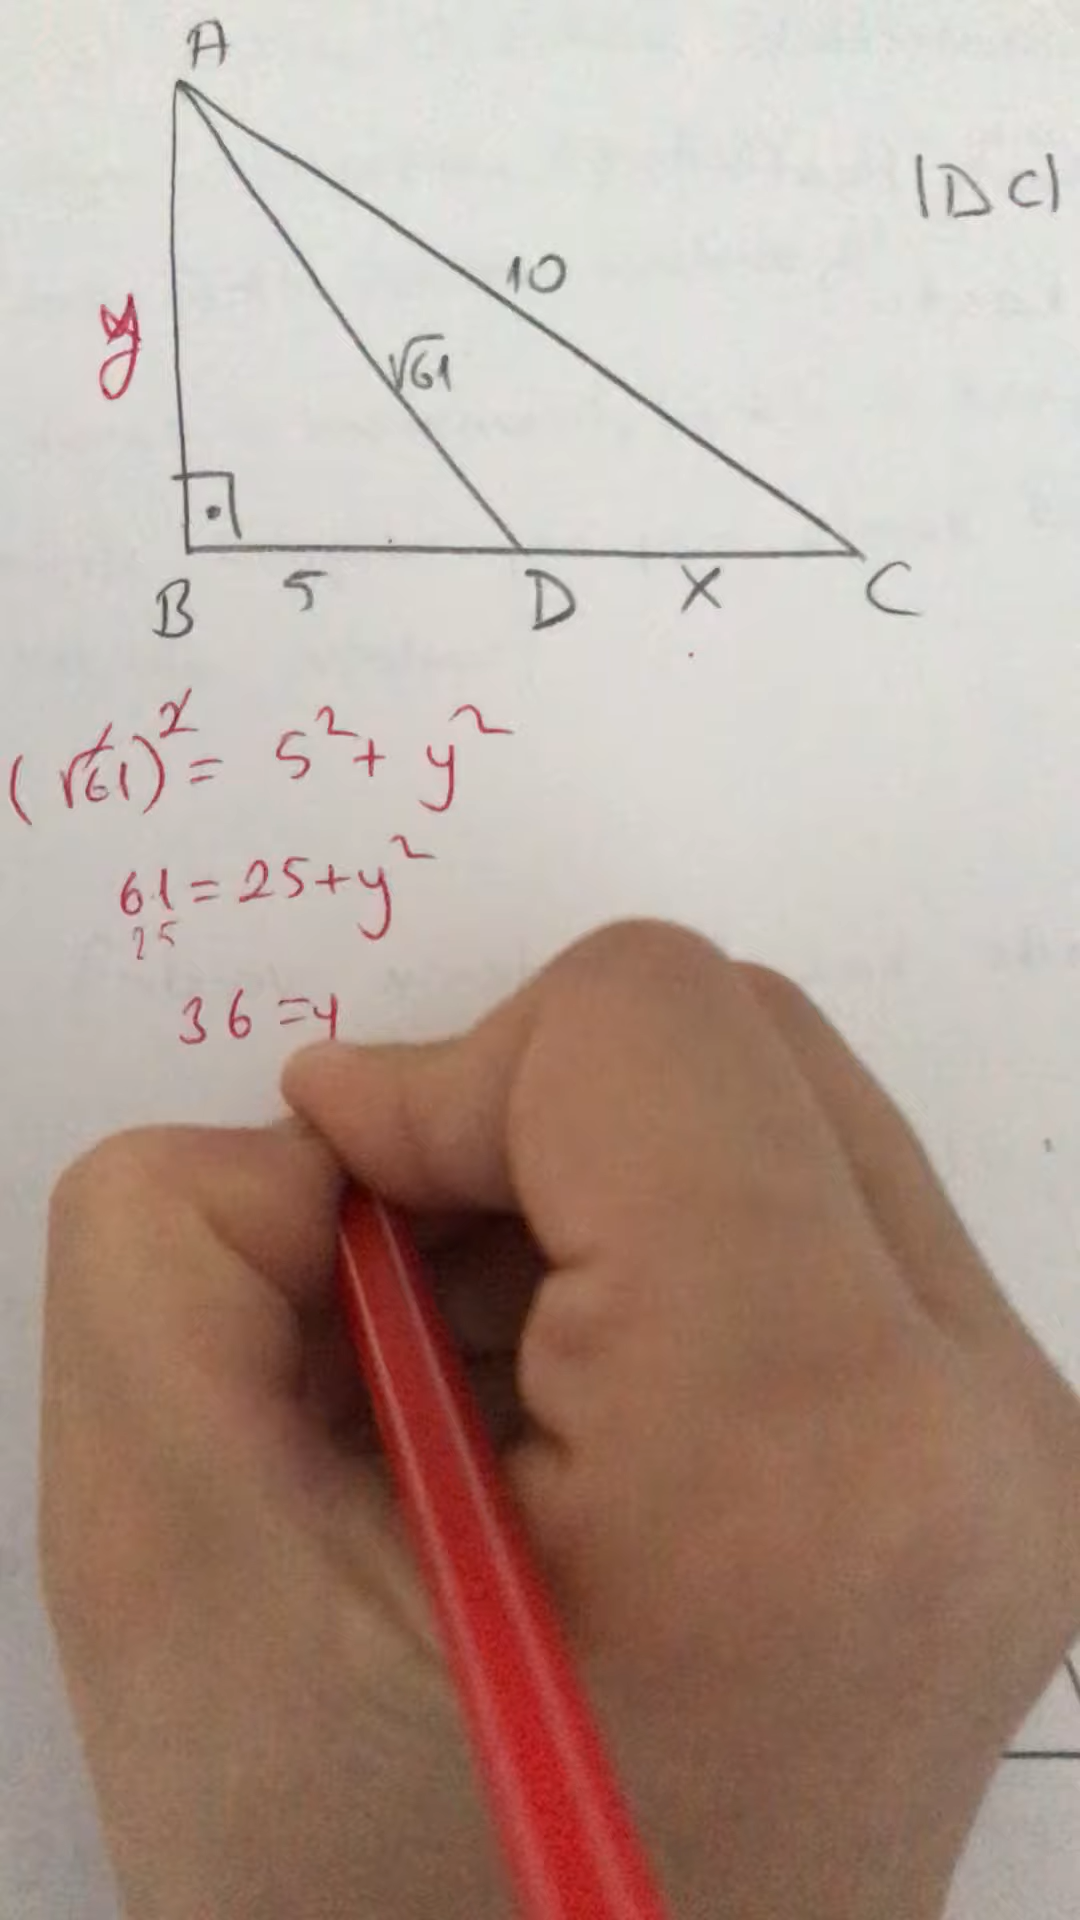 A
|DC|
10
y
√61
B 5 D X C
(√61)² = 5² + y²
61 = 25 + y²
25
36 = y